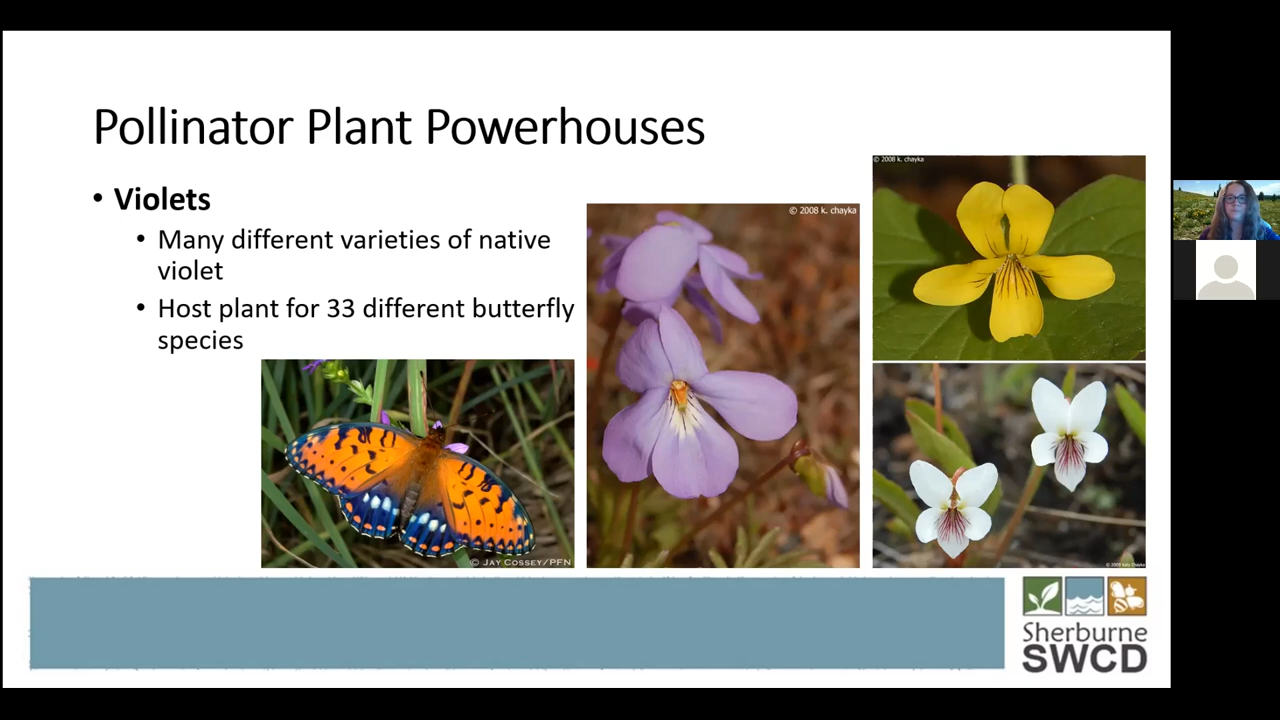 Pollinator Plant Powerhouses
• Violets
• Many different varieties of native
violet
• Host plant for 33 different butterfly
species
© JAY COSSEY/PFN
© 2008 k. chayka
© 2008 k. chayka
© 2009 Katy Chayka
Sherburne
SWCD